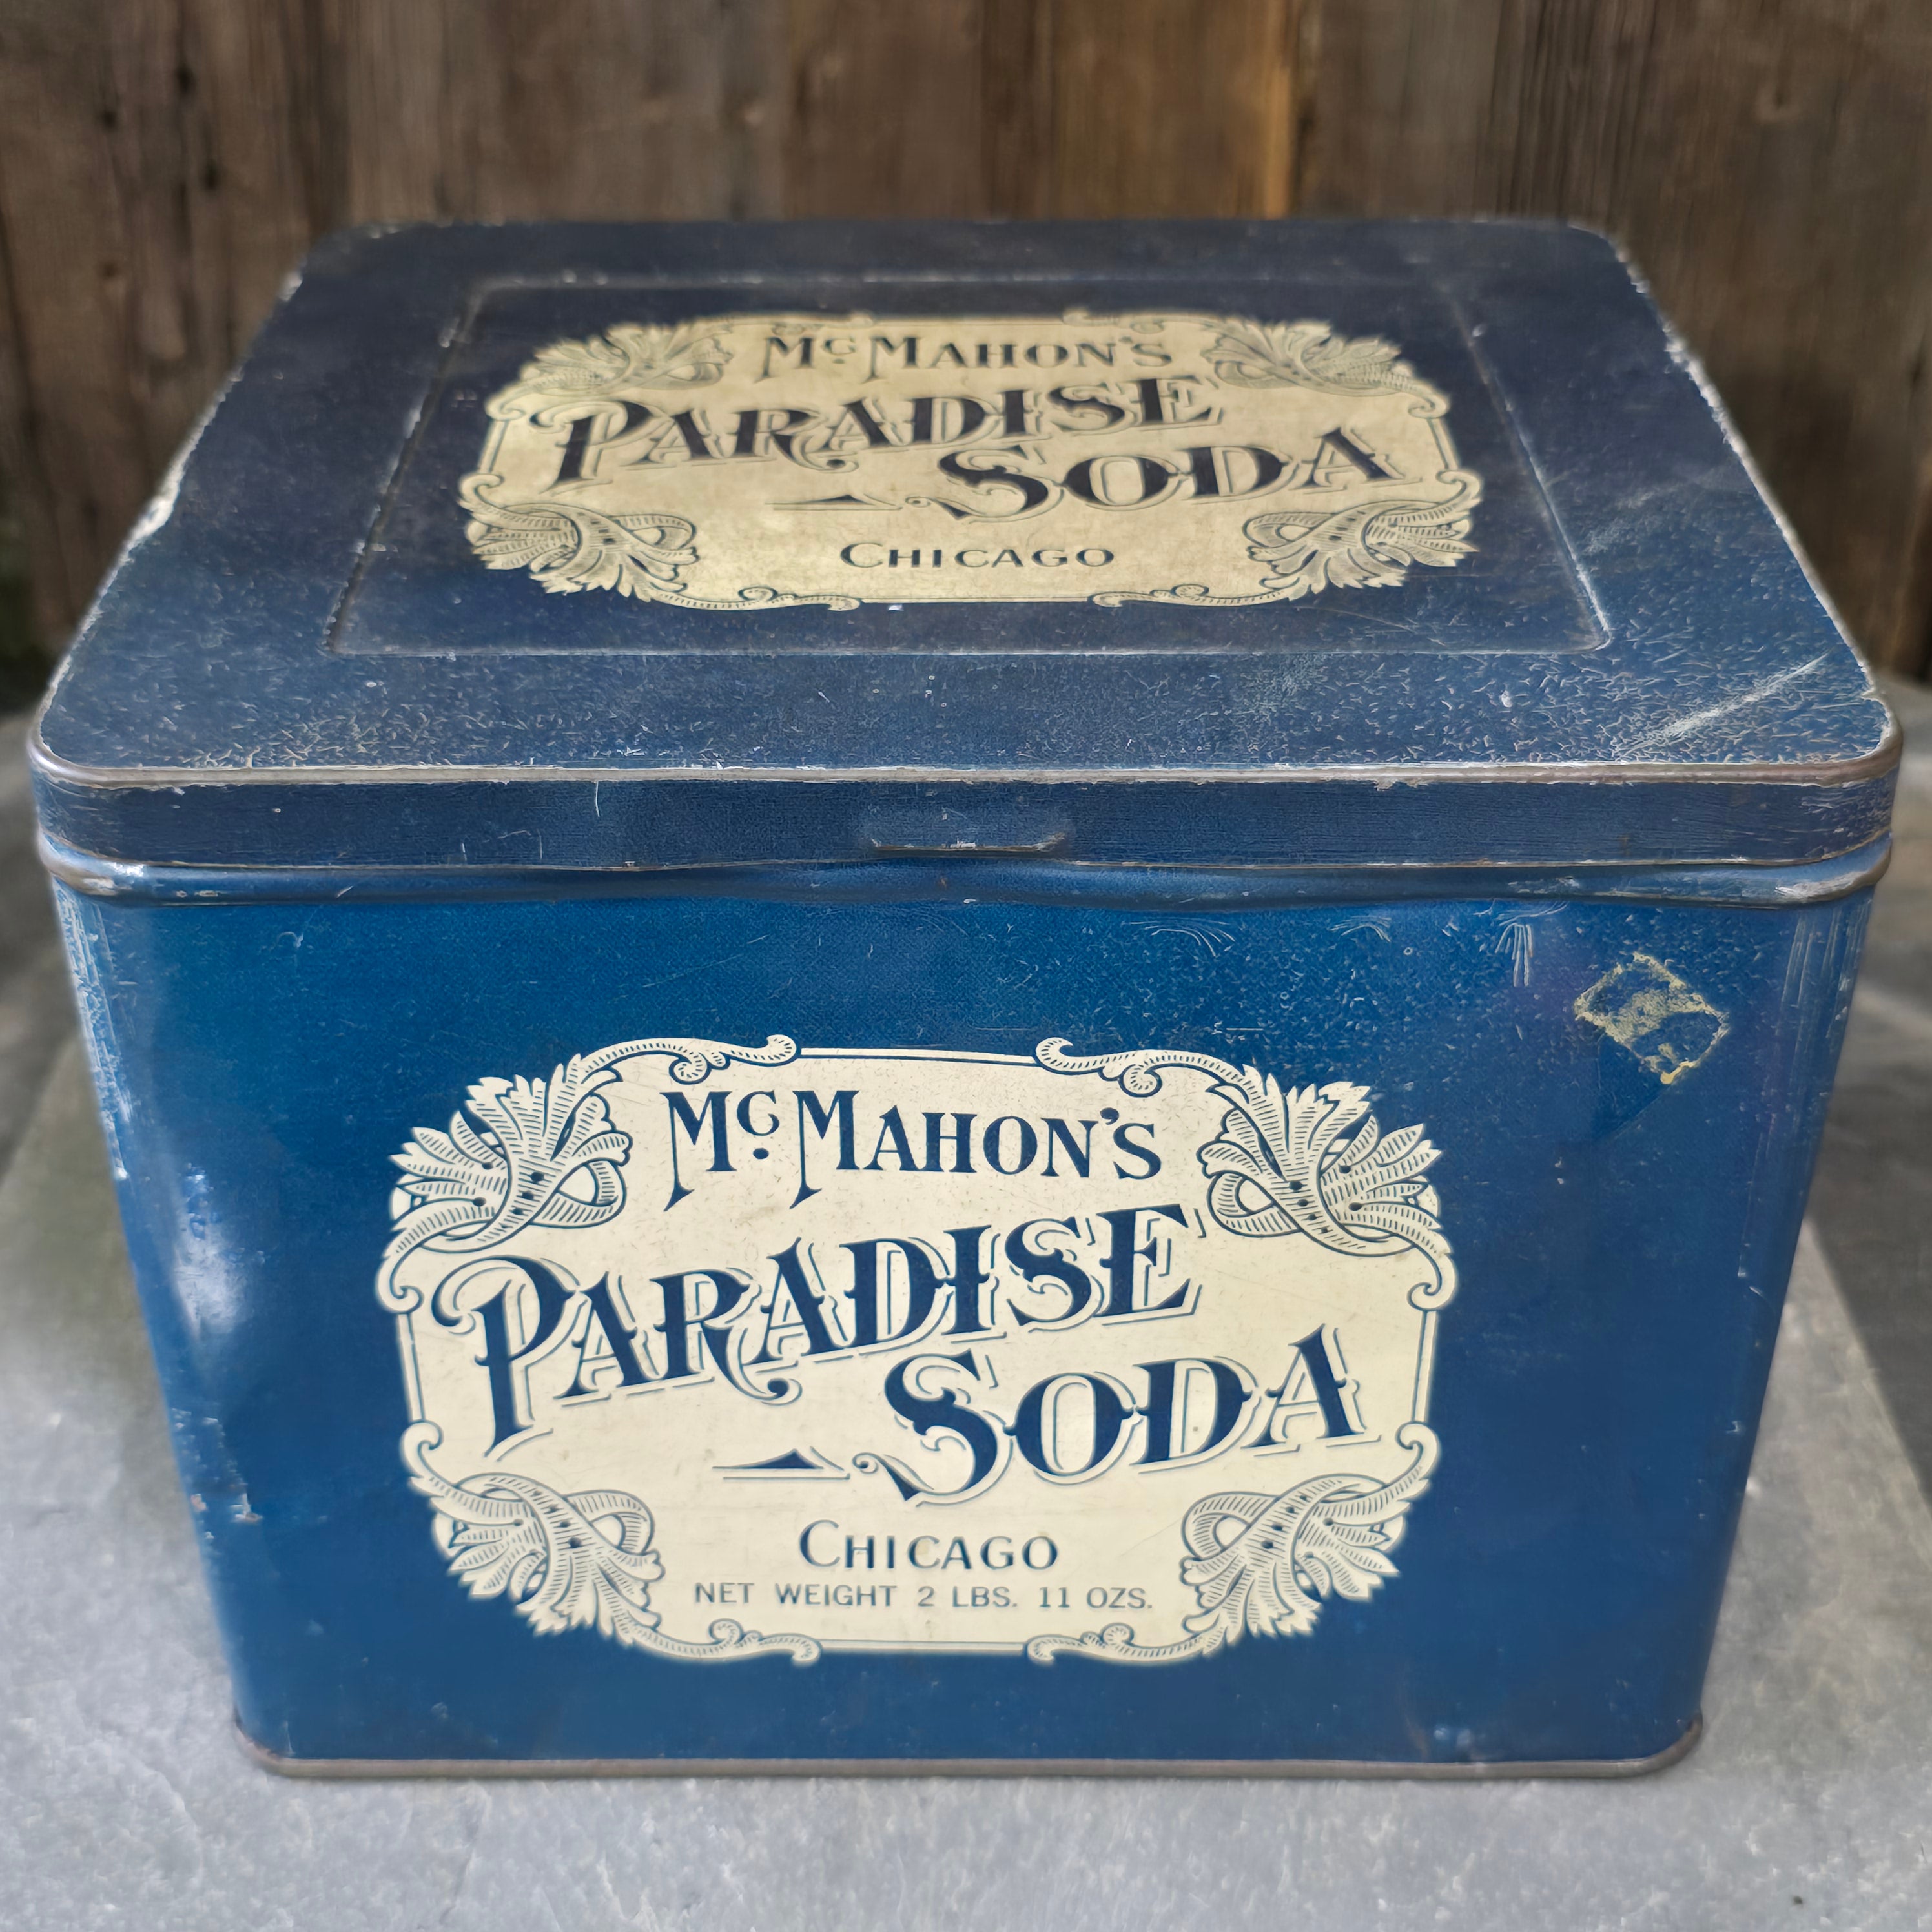 McMAHON'S
PARADISE
SODA
CHICAGO
McMAHON'S
PARADISE
SODA
CHICAGO
NET WEIGHT 2 LBS. 11 OZS.